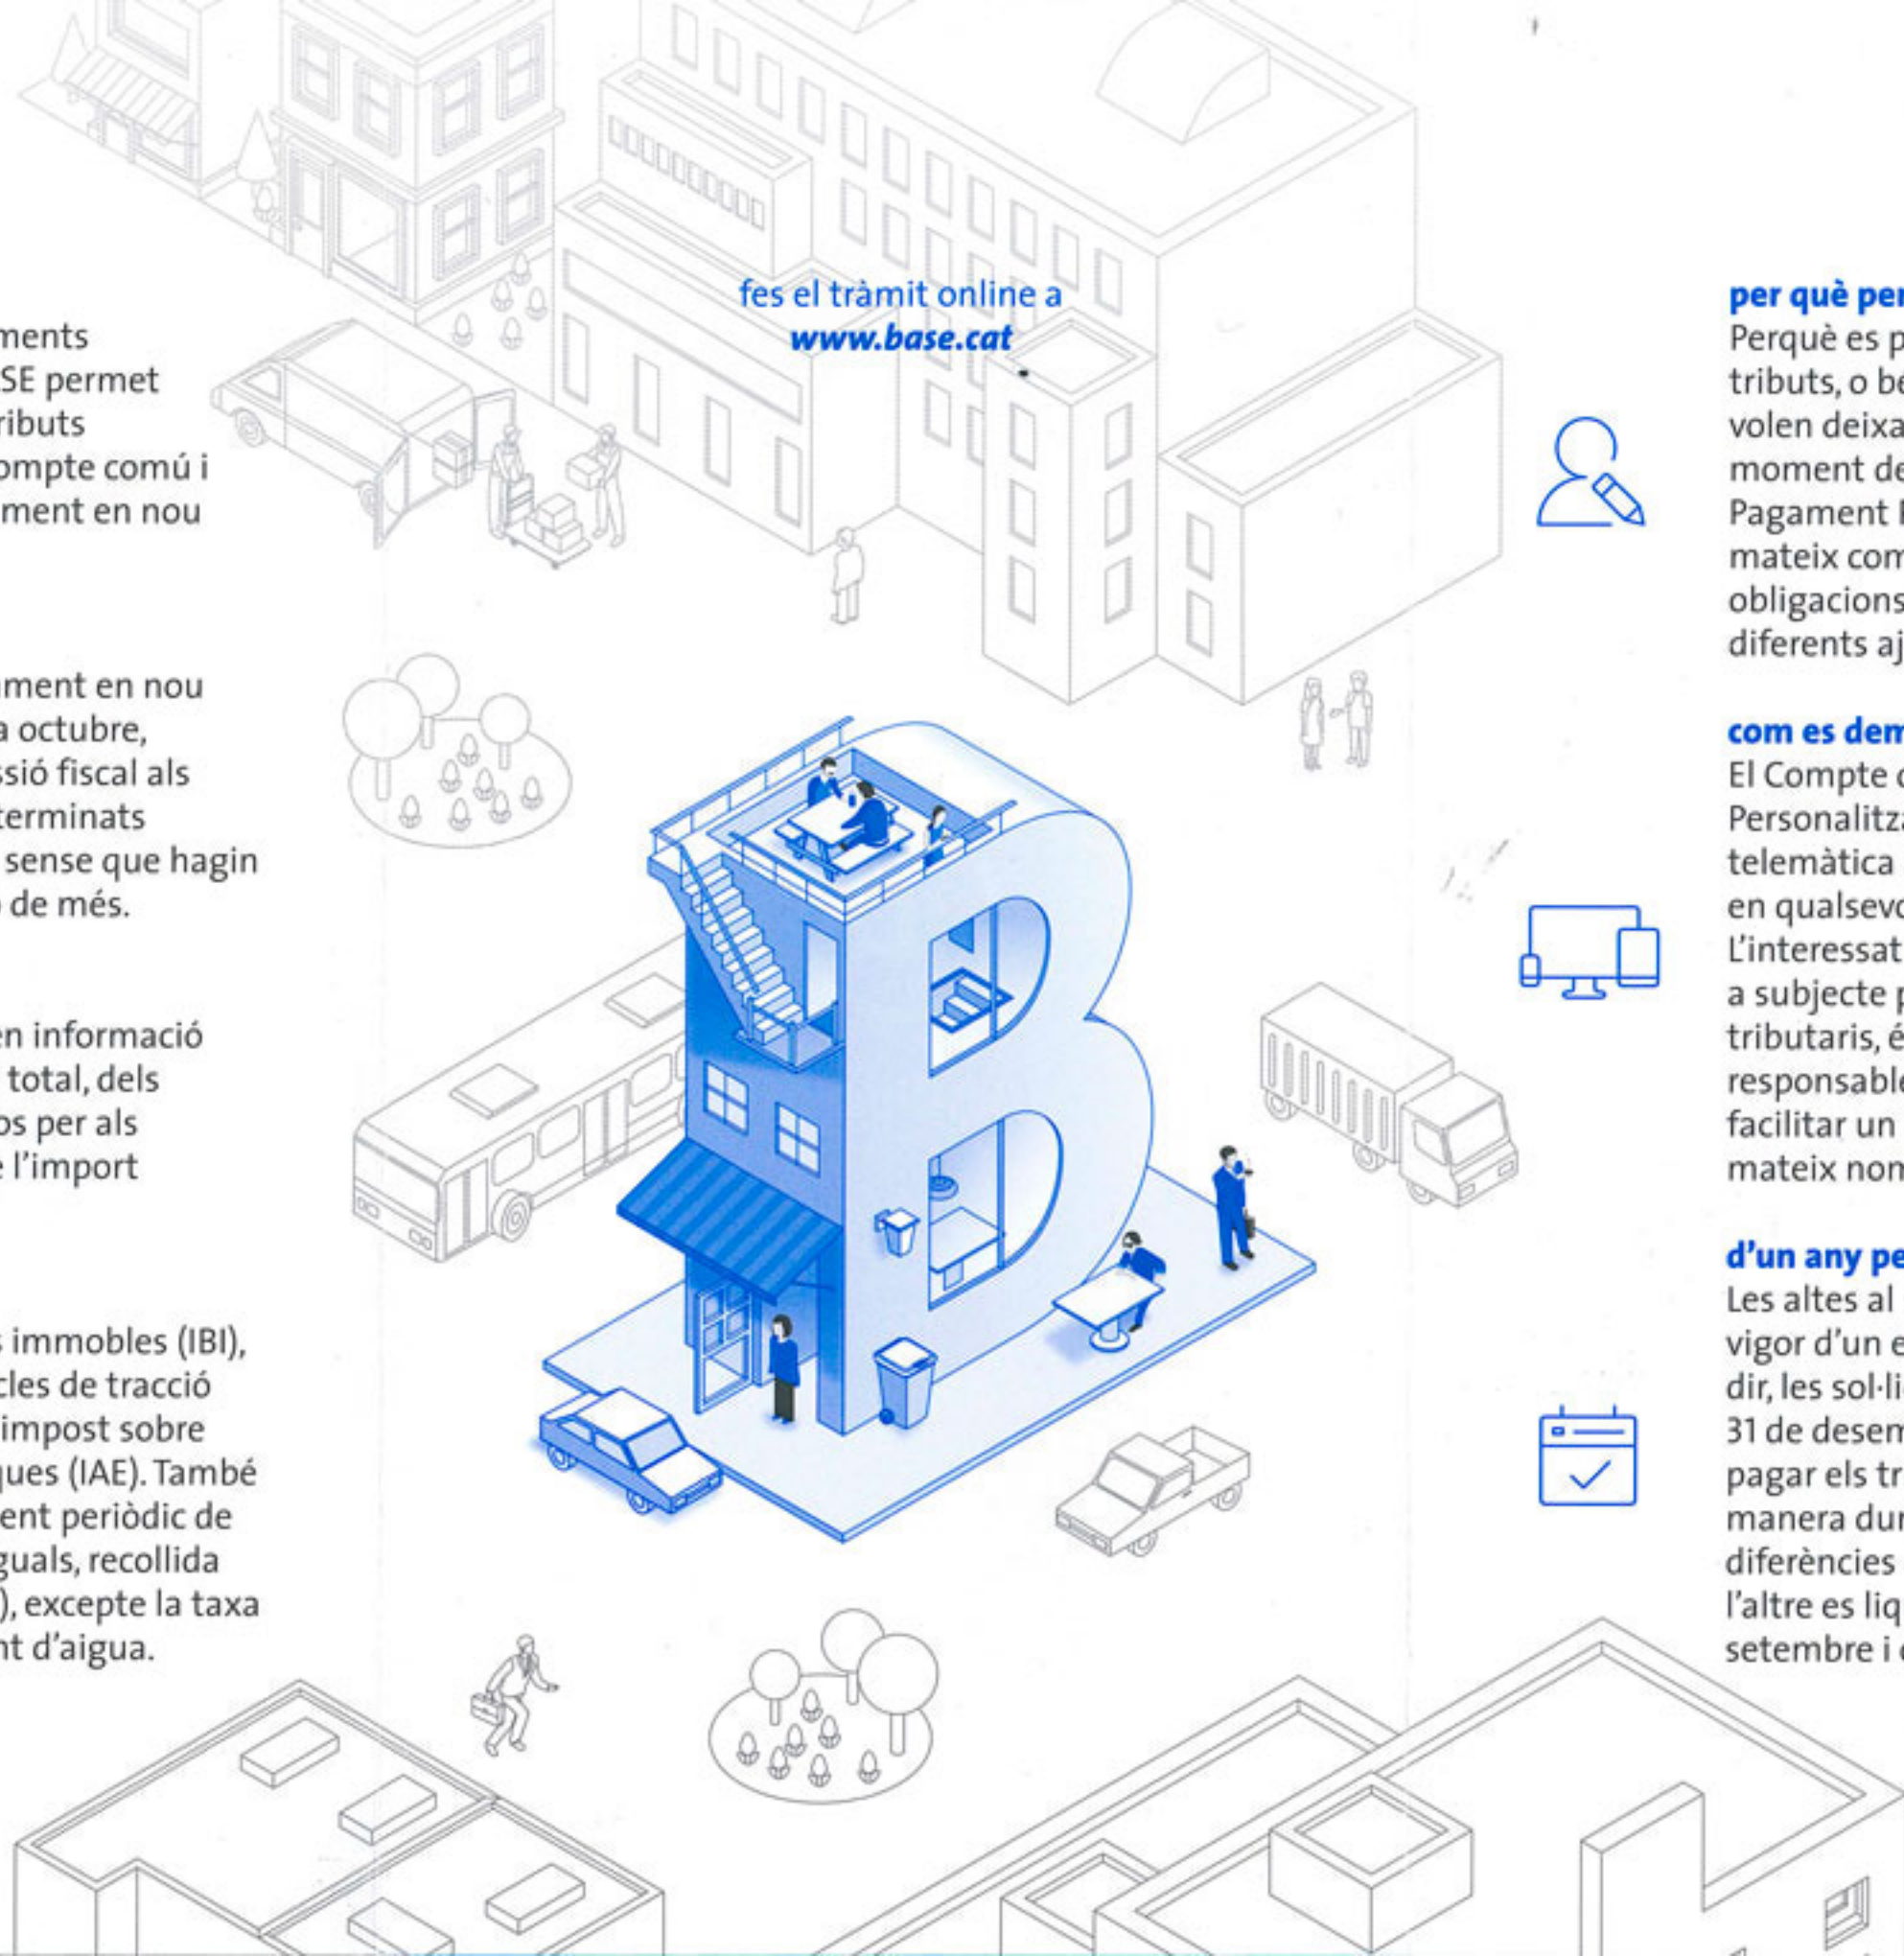 ments
SE permet
ributs
ompte comú i
ment en nou
ament en nou
a octubre,
ssió fiscal als
terminats
sense que hagin
o de més.
en informació
total, dels
os per als
e l'import
s immobles (IBI),
cles de tracció
impost sobre
ques (IAE). També
ent periòdic de
guals, recollida
), excepte la taxa
nt d'aigua.
fes el tràmit online a
www.base.cat
per què per
Perquè es p
tributs, o be
volen deixa
moment de
Pagament
mateix com
obligacions
diferents aj
com es dem
El Compte
Personalitza
telemàtica
en qualsevo
L'interessat
a subjecte p
tributaris, é
responsable
facilitar un
mateix nom
d'un any pe
Les altes al
vigor d'un e
dir, les sol·li
31 de desem
pagar els tr
manera dur
diferències
l'altre es liq
setembre i